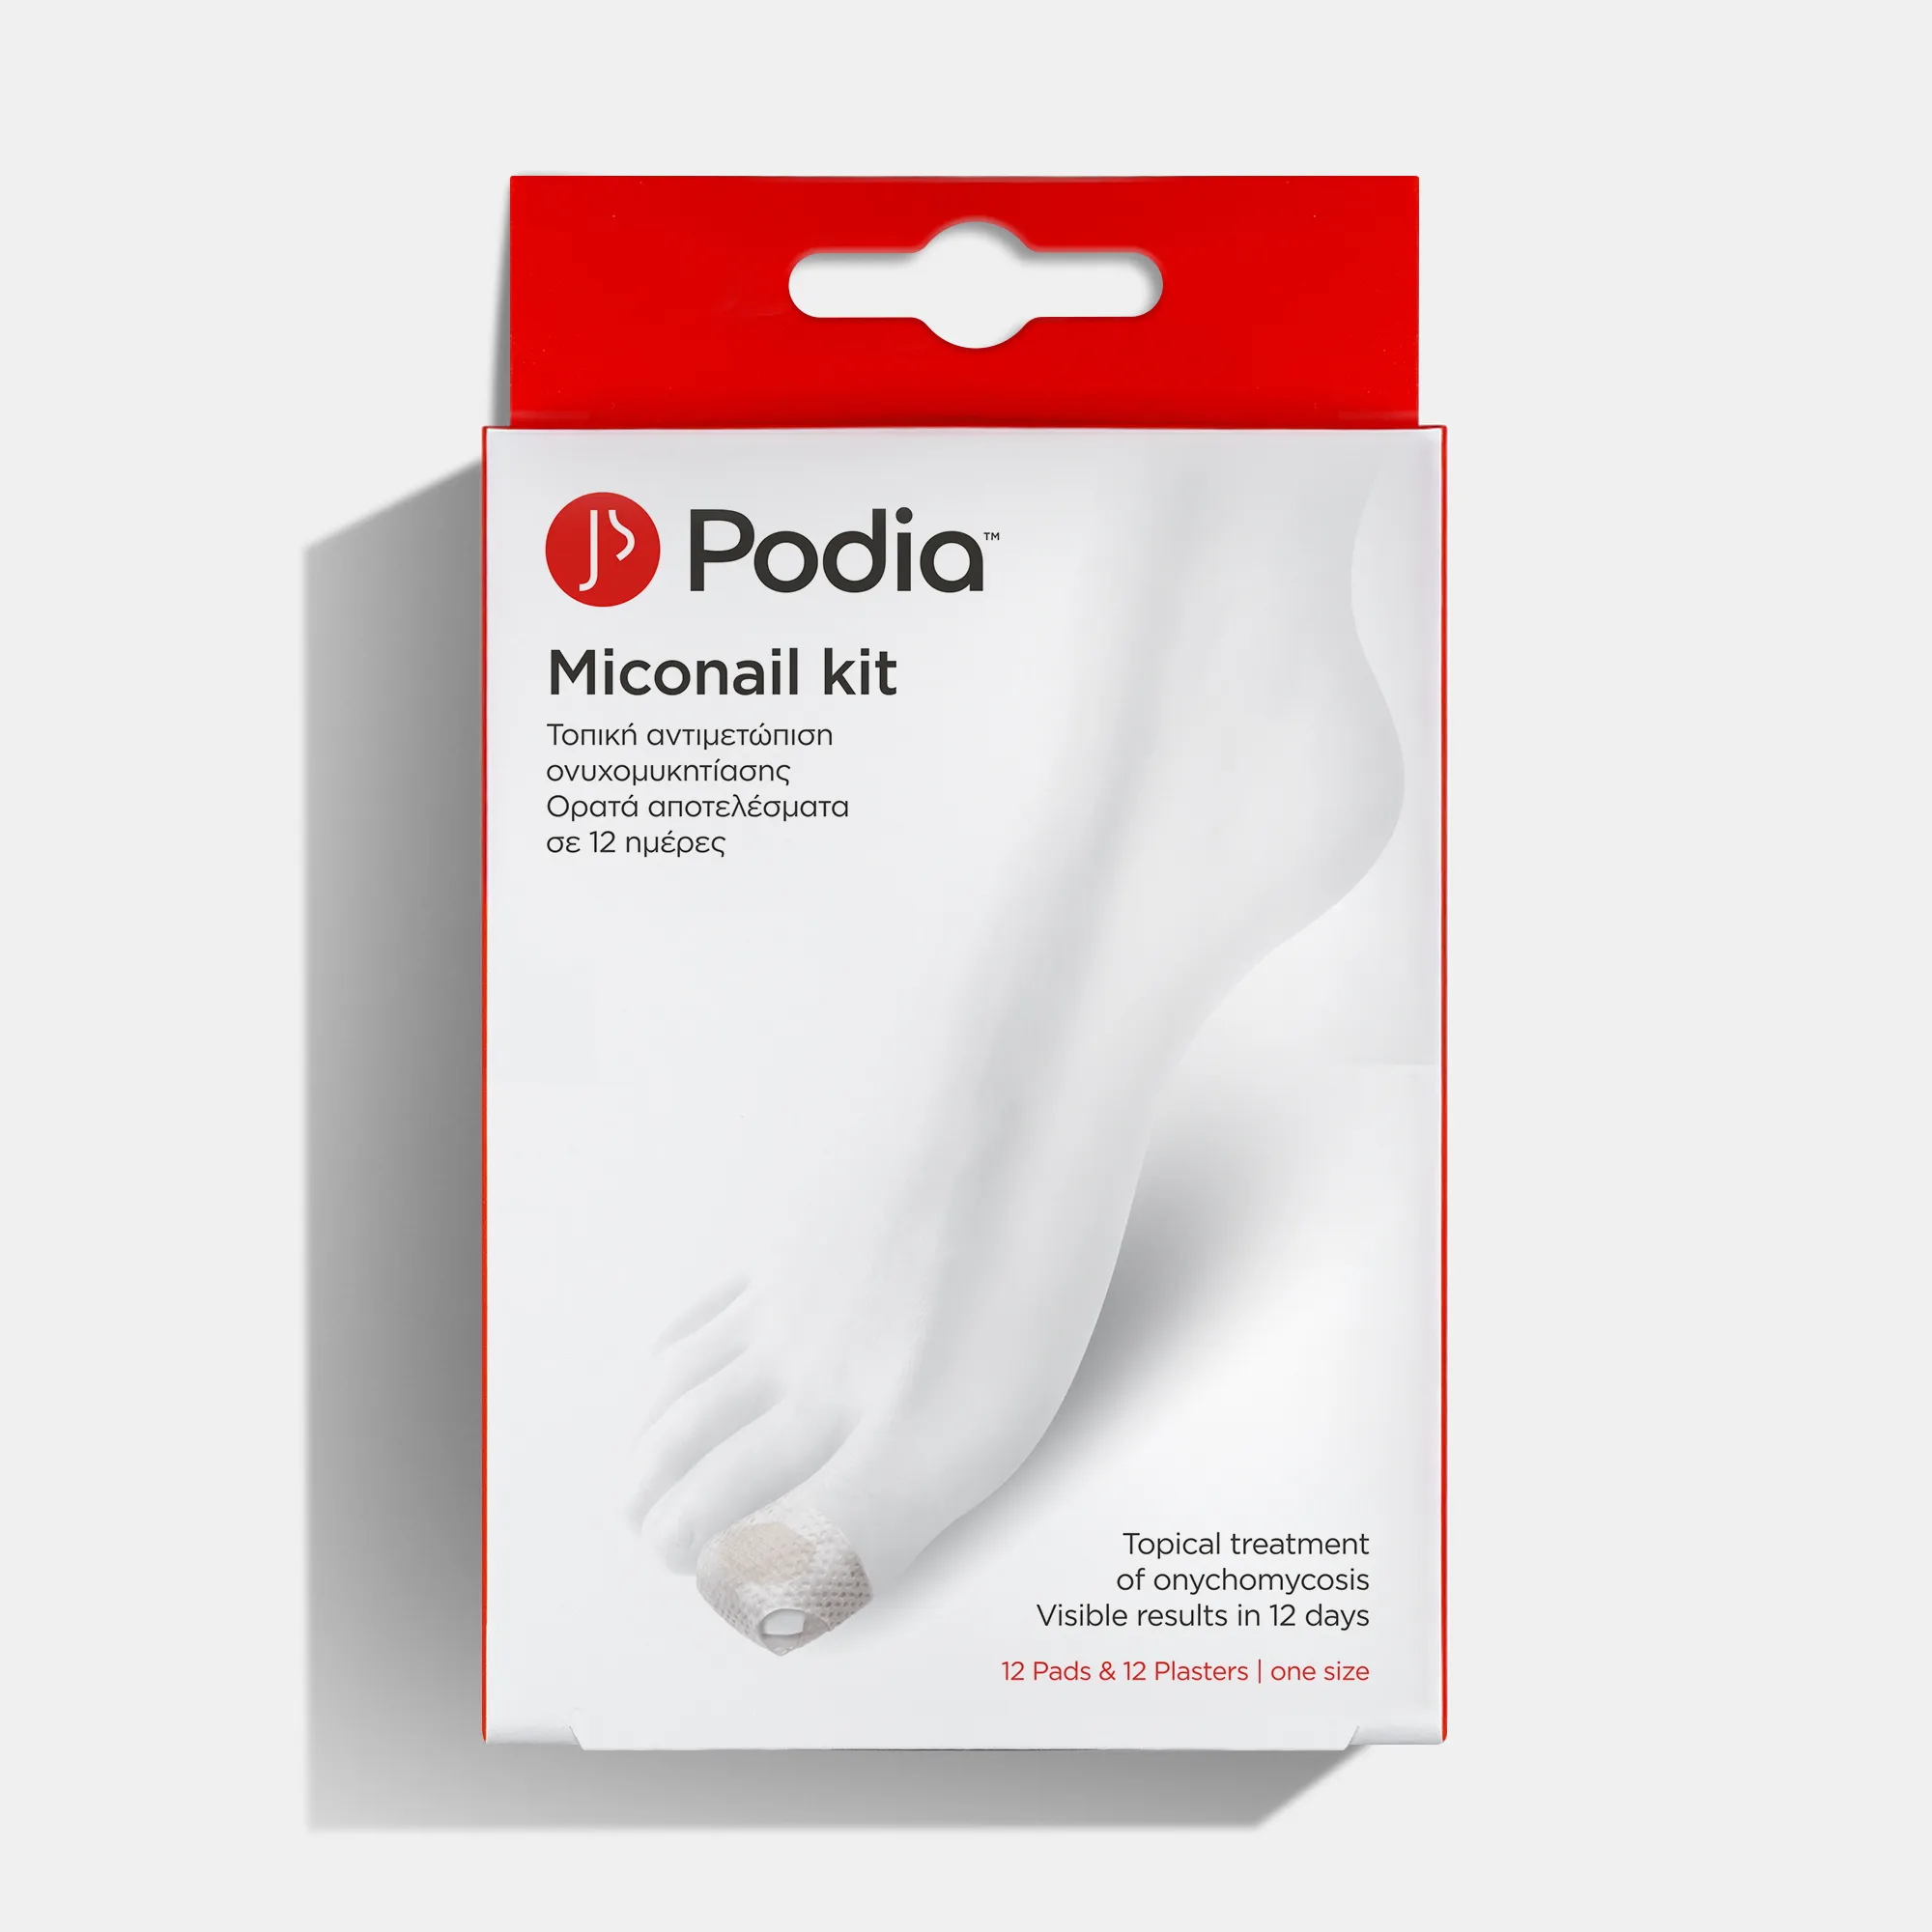 Podia™
Miconail kit
Τοπική αντιμετώπιση
ονυχομυκητίασης
Ορατά αποτελέσματα
σε 12 ημέρες
Topical treatment
of onychomycosis
Visible results in 12 days
12 Pads & 12 Plasters | one size